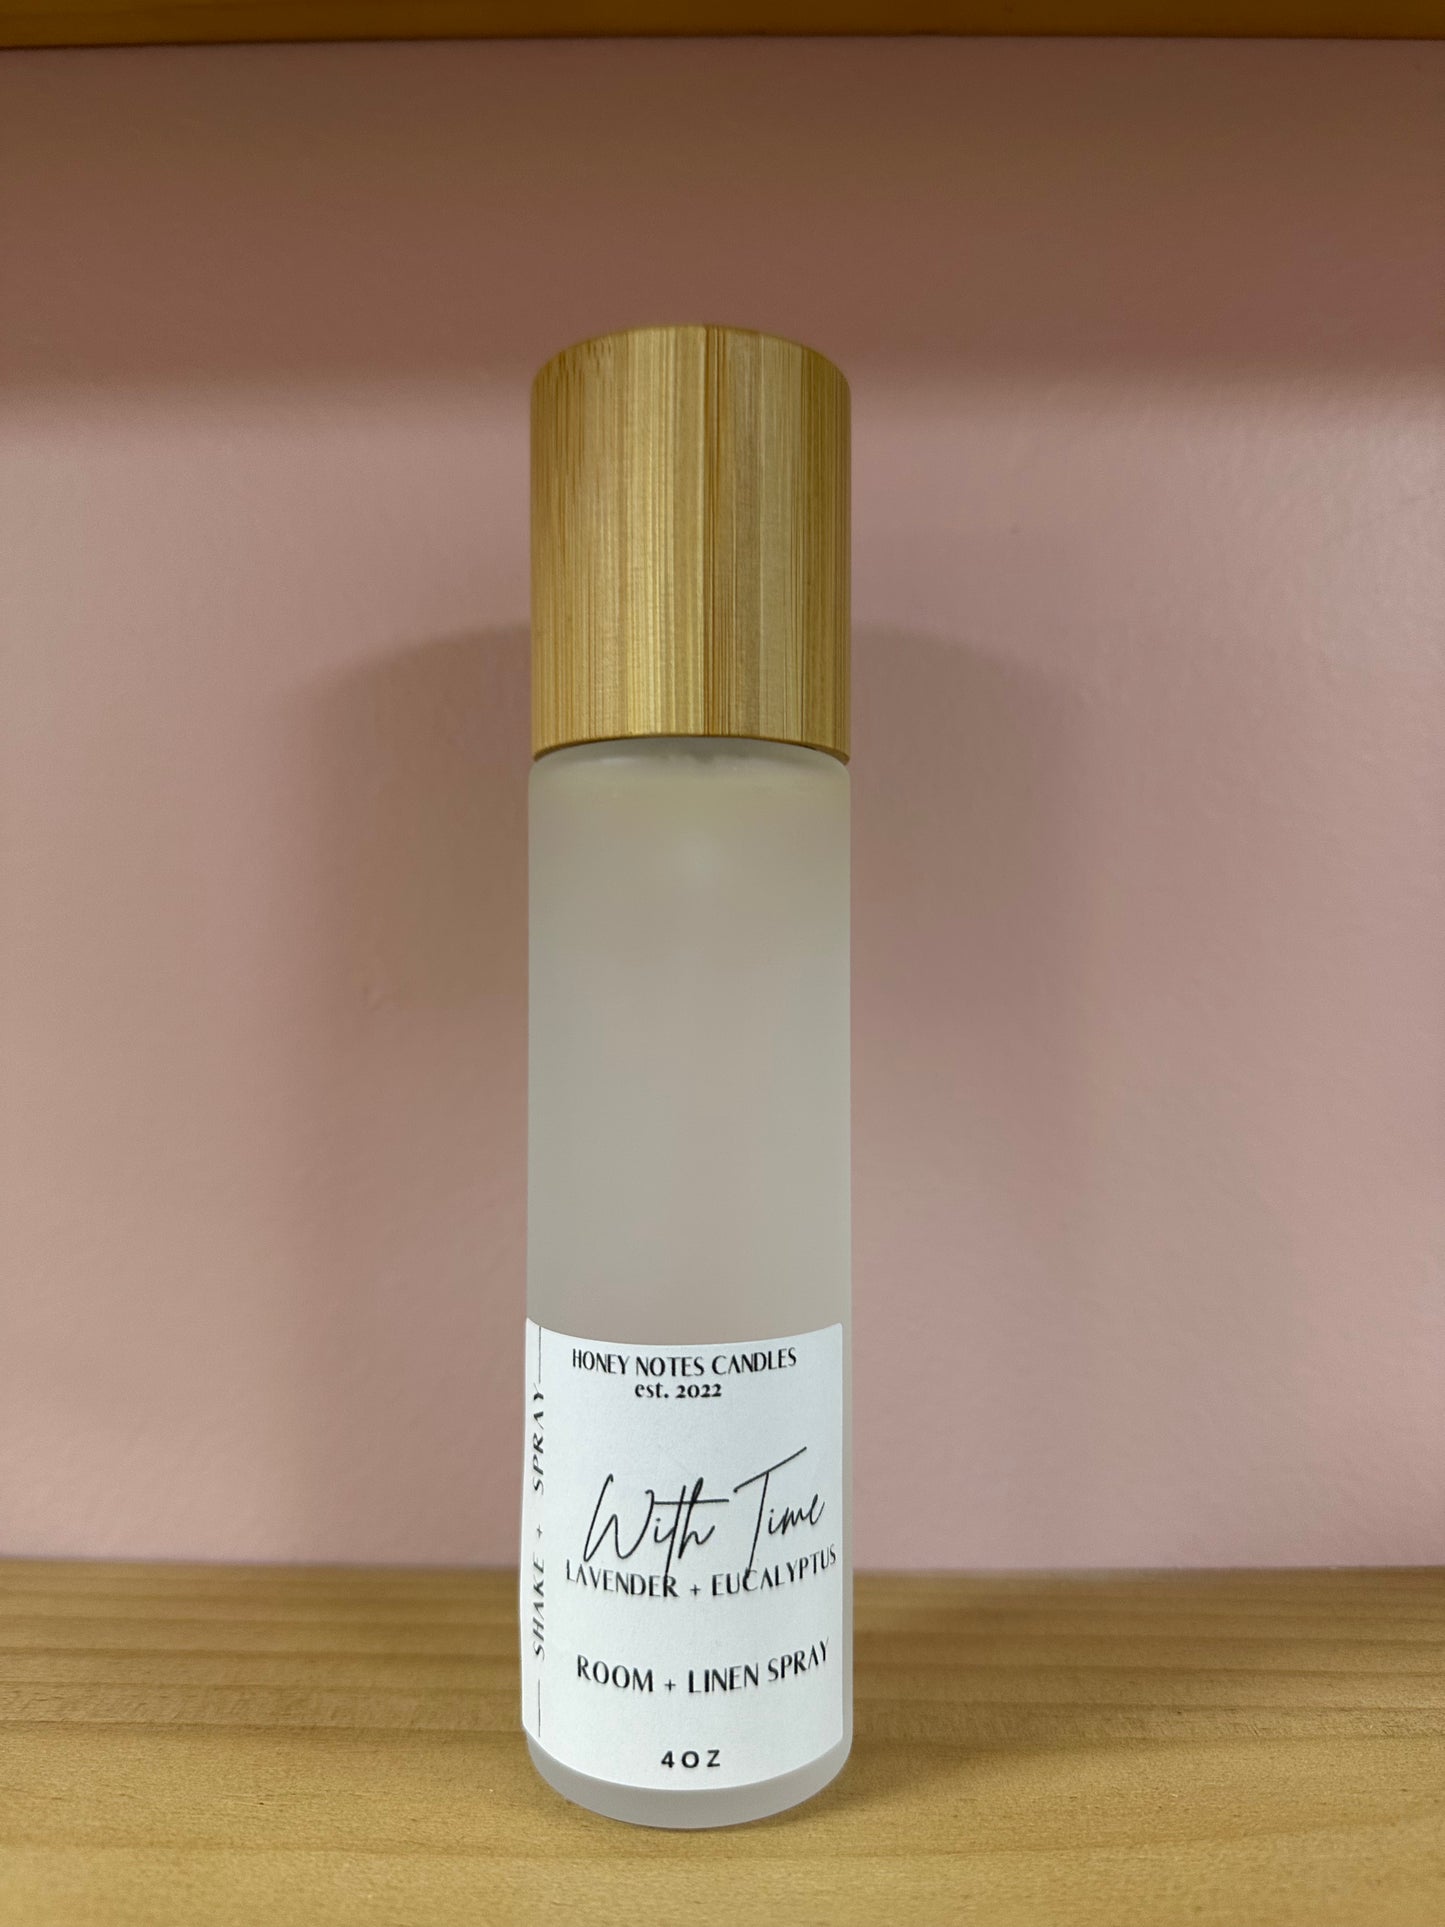 HONEY NOTES CANDLES
est. 2022
With Time
LAVENDER + EUCALYPTUS
ROOM + LINEN SPRAY
4OZ
SHAKE + SPRAY